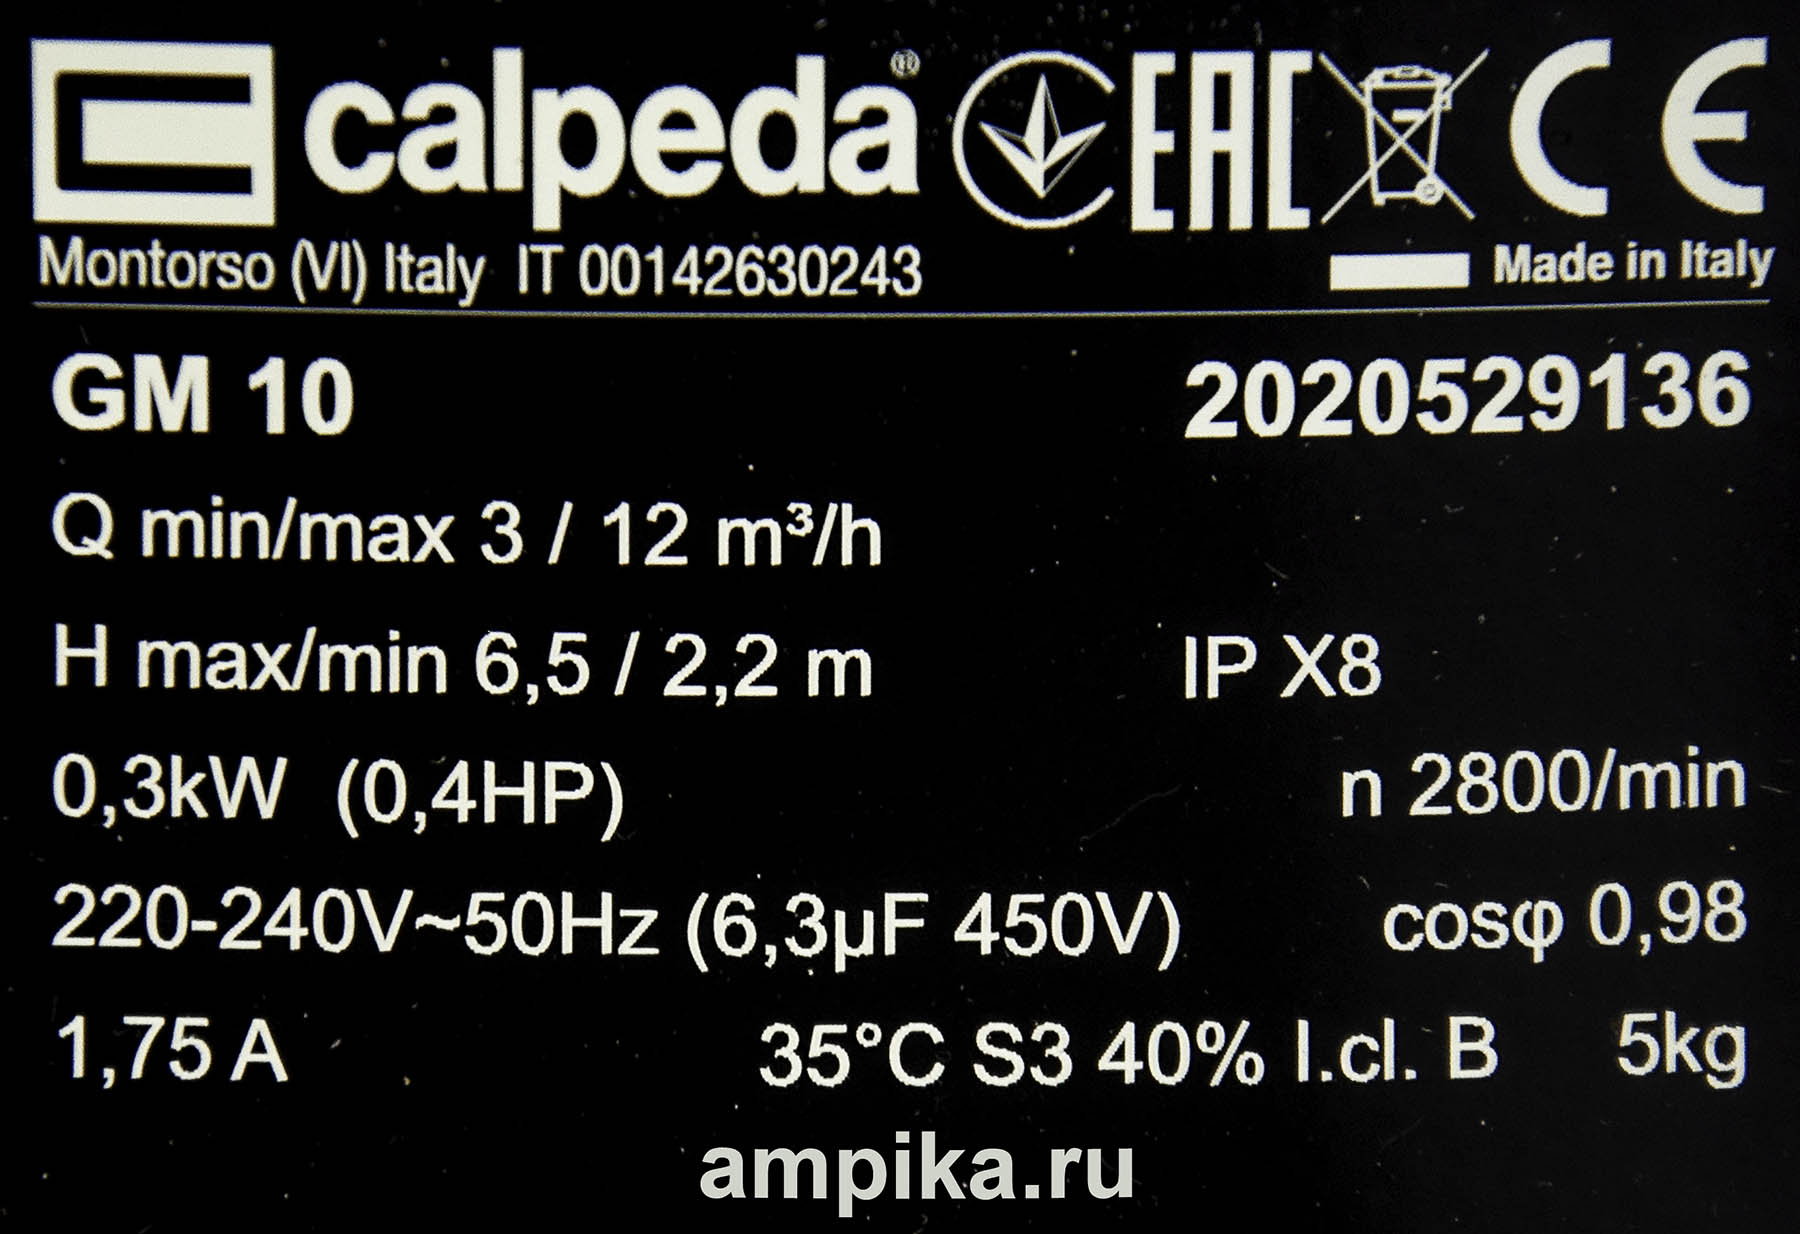 calpeda® EAC CE
Montorso (VI) Italy IT 00142630243 Made in Italy
GM 10 2020529136
Q min/max 3 / 12 m³/h
H max/min 6,5 / 2,2 m IP X8
0,3kW (0,4HP) n 2800/min
220-240V~50Hz (6,3µF 450V) cosφ 0,98
1,75 A 35°C S3 40% I.cl. B 5kg
ampika.ru